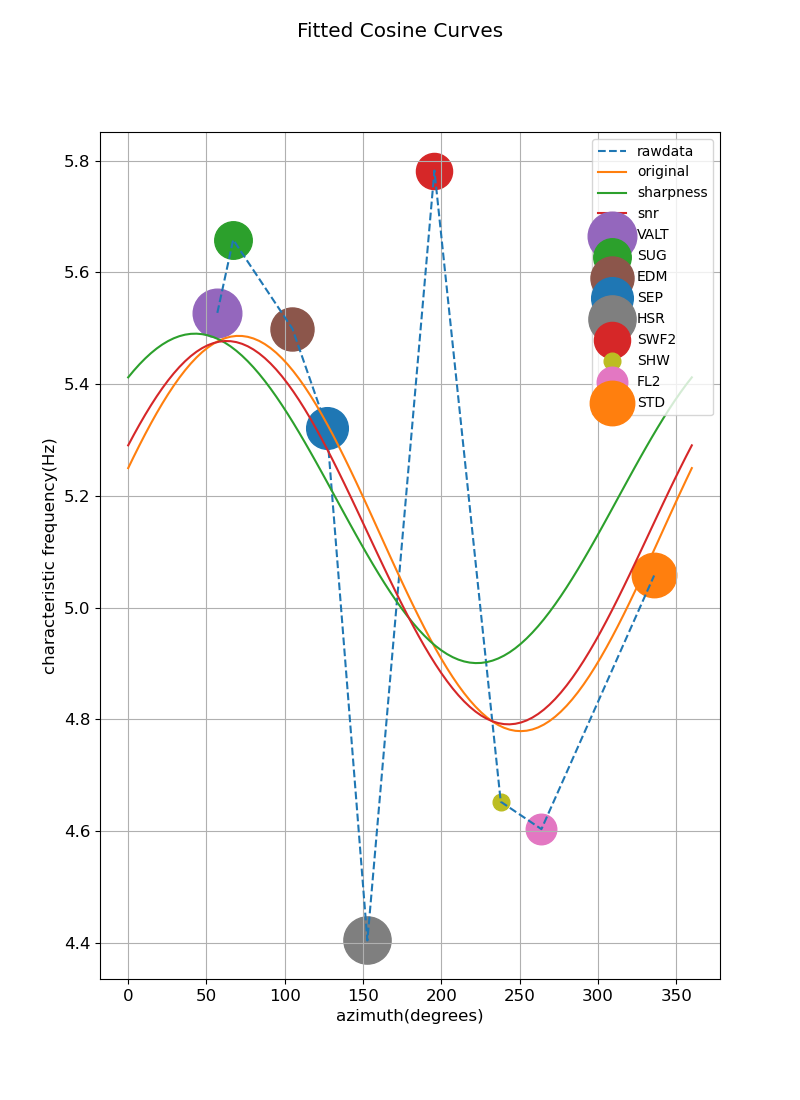 Fitted Cosine Curves
5.8
5.6
5.4
5.2
5.0
4.8
4.6
4.4
characteristic frequency(Hz)
rawdata
original
sharpness
snr
VALT
SUG
EDM
SEP
HSR
SWF2
SHW
FL2
STD
0 50 100 150 200 250 300 350
azimuth(degrees)